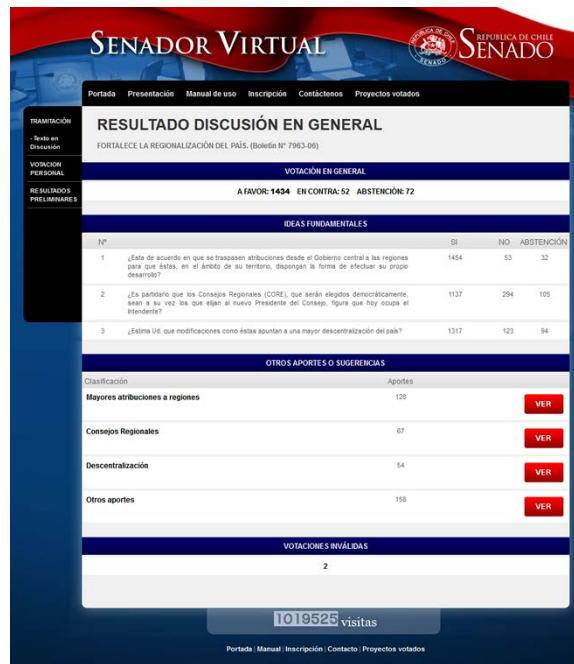 SENADOR VIRTUAL
REPUBLICA DE CHILE
SENADO
Portada Presentación Manual de uso Inscripción Contáctenos Proyectos votados
TRAMITACIÓN
- Texto en
Discusión
VOTACION
PERSONAL
RESULTADOS
PRELIMINARES
RESULTADO DISCUSIÓN EN GENERAL
FORTALECE LA REGIONALIZACIÓN DEL PAÍS. (Boletín N° 7963-06)
VOTACIÓN EN GENERAL
A FAVOR: 1434 EN CONTRA: 52 ABSTENCIÓN: 72
IDEAS FUNDAMENTALES
N° SI NO ABSTENCIÓN
1 ¿Esta de acuerdo en que se traspasen atribuciones desde el Gobierno central a las regiones 1454 53 32
para que éstas, en el ámbito de su territorio, dispongan la forma de efectuar su propio
desarrollo?
2 ¿Es partidario que los Consejos Regionales (CORE), que serán elegidos democráticamente, 1137 294 105
sean a su vez los que elijan al nuevo Presidente del Consejo, figura que hoy ocupa el
Intendente?
3 ¿Estima Ud. que modificaciones como éstas apuntan a una mayor descentralización del país? 1317 123 94
OTROS APORTES O SUGERENCIAS
Clasificación Aportes
Mayores atribuciones a regiones 128 VER
Consejos Regionales 67 VER
Descentralización 54 VER
Otros aportes 158 VER
VOTACIONES INVÁLIDAS
2
1019525 visitas
Portada | Manual | Inscripción | Contacto | Proyectos votados